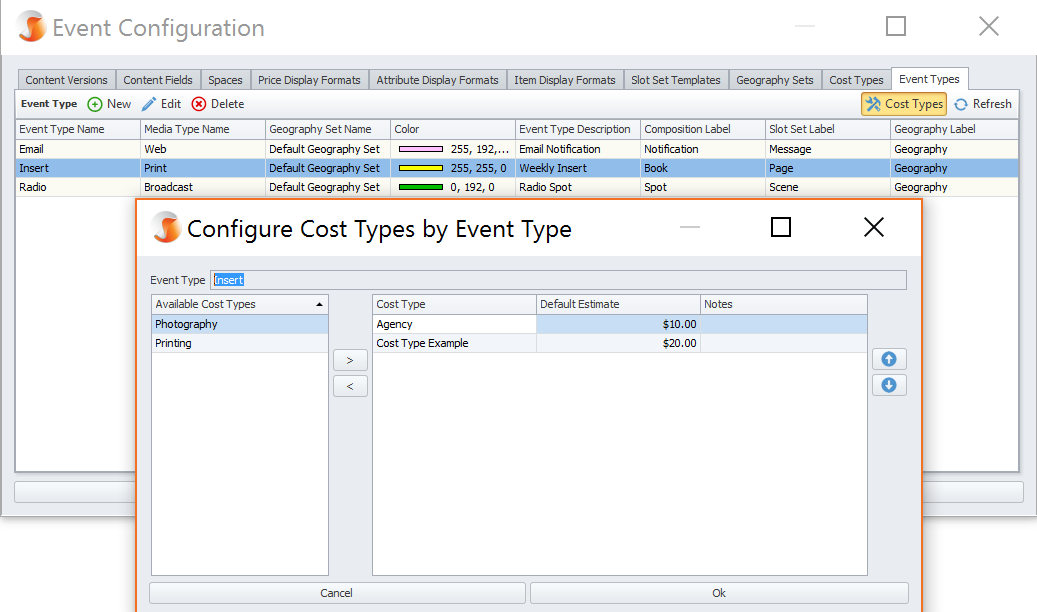 Event Configuration
Content Versions Content Fields Spaces Price Display Formats Attribute Display Formats Item Display Formats Slot Set Templates Geography Sets Cost Types Event Types
Event Type New Edit Delete Cost Types Refresh
Event Type Name Media Type Name Geography Set Name Color Event Type Description Composition Label Slot Set Label Geography Label
Email Web Default Geography Set 255, 192,... Email Notification Notification Message Geography
Insert Print Default Geography Set 255, 255, 0 Weekly Insert Book Page Geography
Radio Broadcast Default Geography Set 0, 192, 0 Radio Spot Spot Scene Geography
Configure Cost Types by Event Type
Event Type Insert
Available Cost Types Cost Type Default Estimate Notes
Photography Agency $10.00
Printing Cost Type Example $20.00
>
<
Cancel Ok